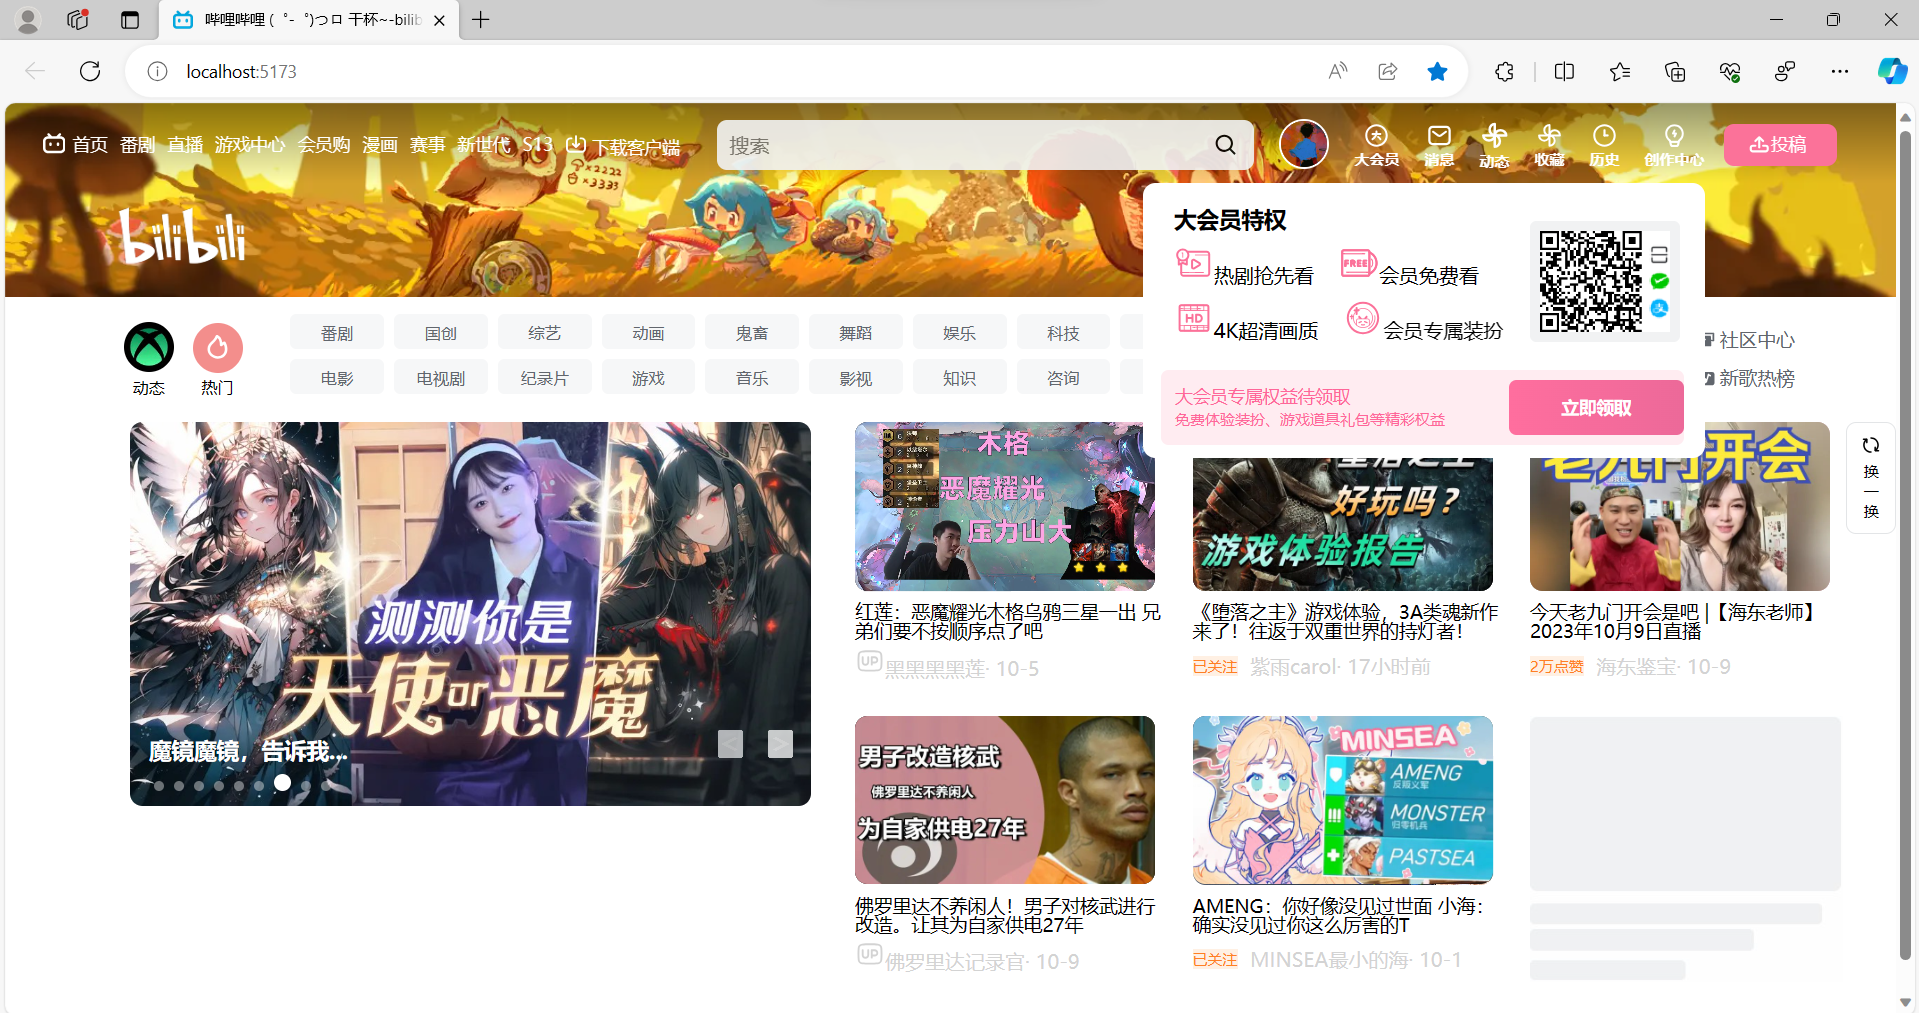 哔哩哔哩 (゜-゜)つロ 干杯~-bilib
localhost:5173
首页 番剧 直播 游戏中心 会员购 漫画 赛事 新世代 S13 下载客户端
搜索
大会员 消息 动态 收藏 历史 创作中心
投稿
×2222
×3333
bilibili
大会员特权
热剧抢先看
FREE
会员免费看
HD
4K超清画质
会员专属装扮
大会员专属权益待领取
免费体验装扮、游戏道具礼包等精彩权益
立即领取
动态
热门
番剧 国创 综艺 动画 鬼畜 舞蹈 娱乐 科技
电影 电视剧 纪录片 游戏 音乐 影视 知识 咨询
社区中心
新歌热榜
测测你是
天使or恶魔
魔镜魔镜，告诉我...
< >
木格
恶魔耀光
压力山大
红莲：恶魔耀光木格乌鸦三星一出 兄
弟们要不按顺序点了吧
UP 黑黑黑黑莲· 10-5
堕落之主
好玩吗？
游戏体验报告
《堕落之主》游戏体验，3A类魂新作
来了！往返于双重世界的持灯者！
已关注 紫雨carol· 17小时前
老九门开会
今天老九门开会是吧 |【海东老师】
2023年10月9日直播
2万点赞 海东鉴宝· 10-9
换
一
换
男子改造核武
佛罗里达不养闲人
为自家供电27年
佛罗里达不养闲人！男子对核武进行
改造。让其为自家供电27年
UP 佛罗里达记录官· 10-9
MINSEA
AMENG
反叛义军
MONSTER
归零机兵
PASTSEA
AMENG：你好像没见过世面 小海：
确实没见过你这么厉害的T
已关注 MINSEA最小的海· 10-1